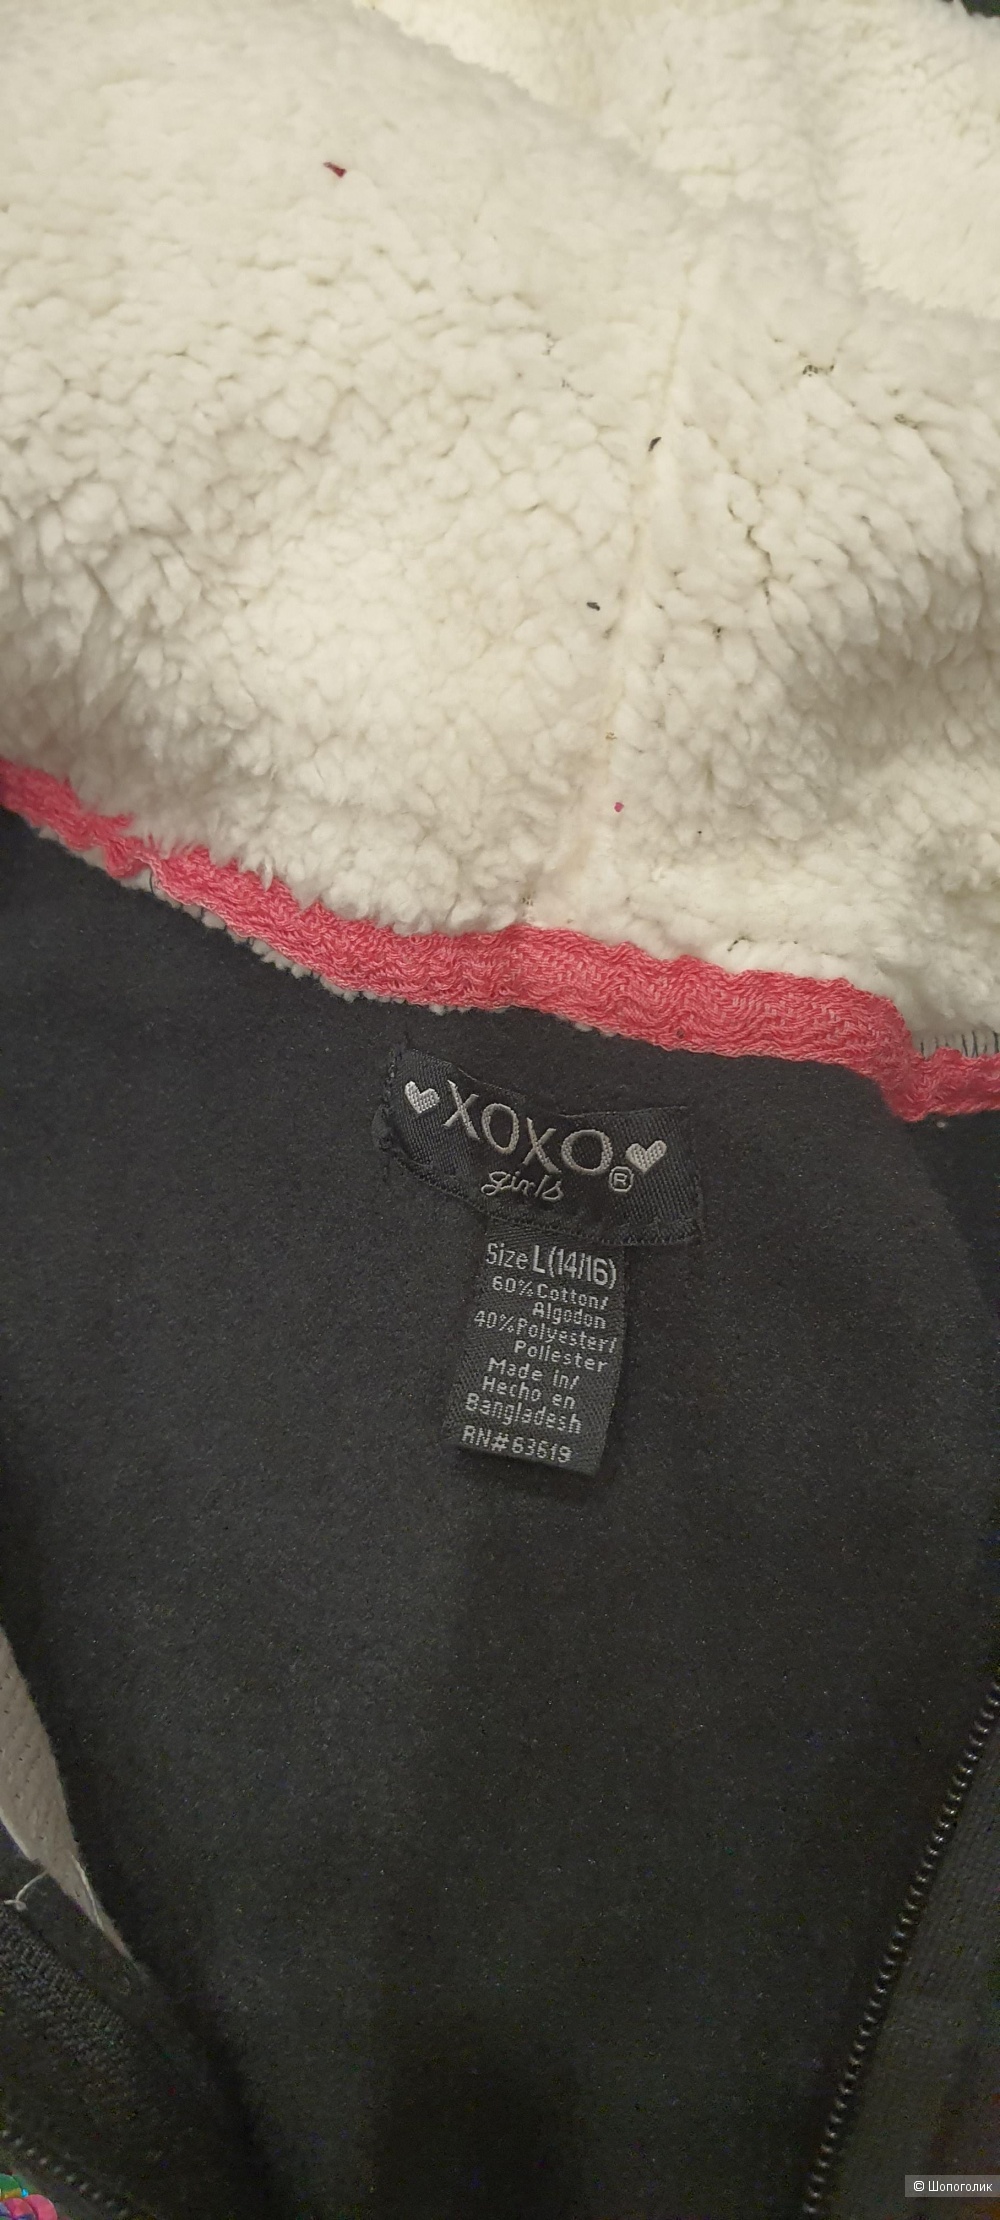 XOXO®
girls
Size L(14/16)
60% Cotton/
Algodon
40% Polyester/
Poliester
Made in/
Hecho en
Bangladesh
RN#63619
© Шопоголик